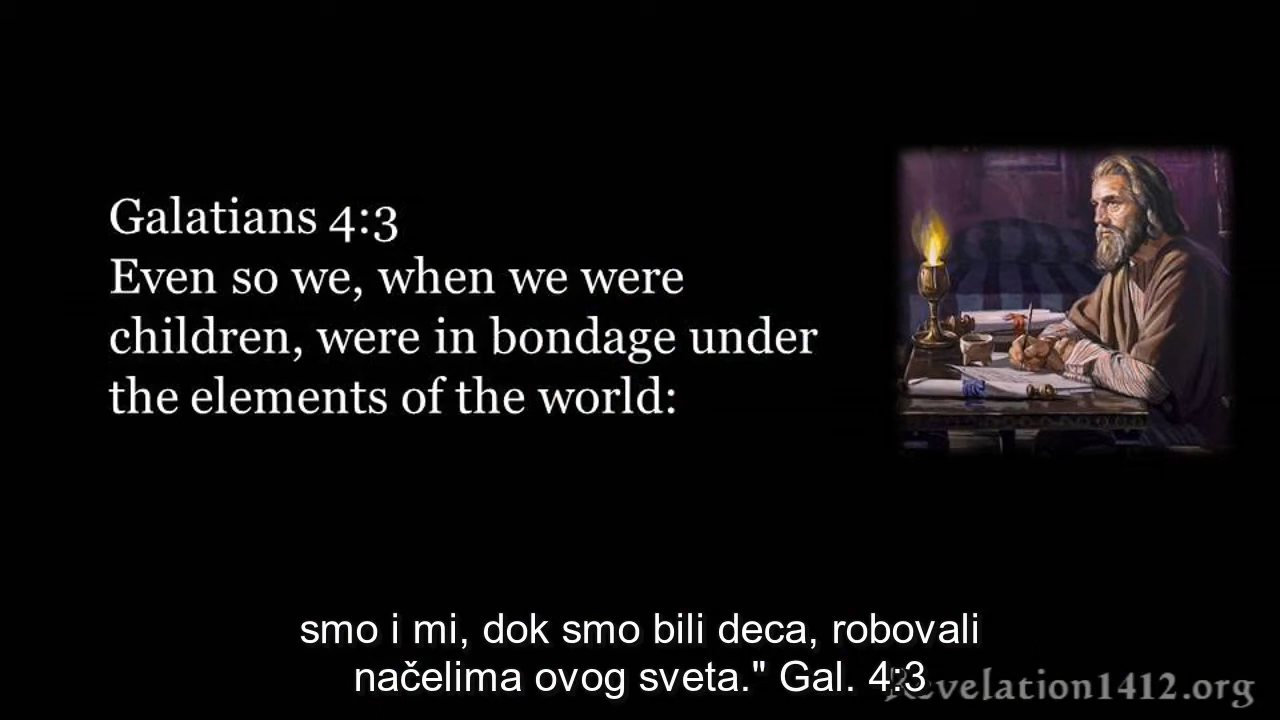 Galatians 4:3
Even so we, when we were
children, were in bondage under
the elements of the world:
smo i mi, dok smo bili deca, robovali
načelima ovog sveta." Gal. 4:3
Revelation1412.org